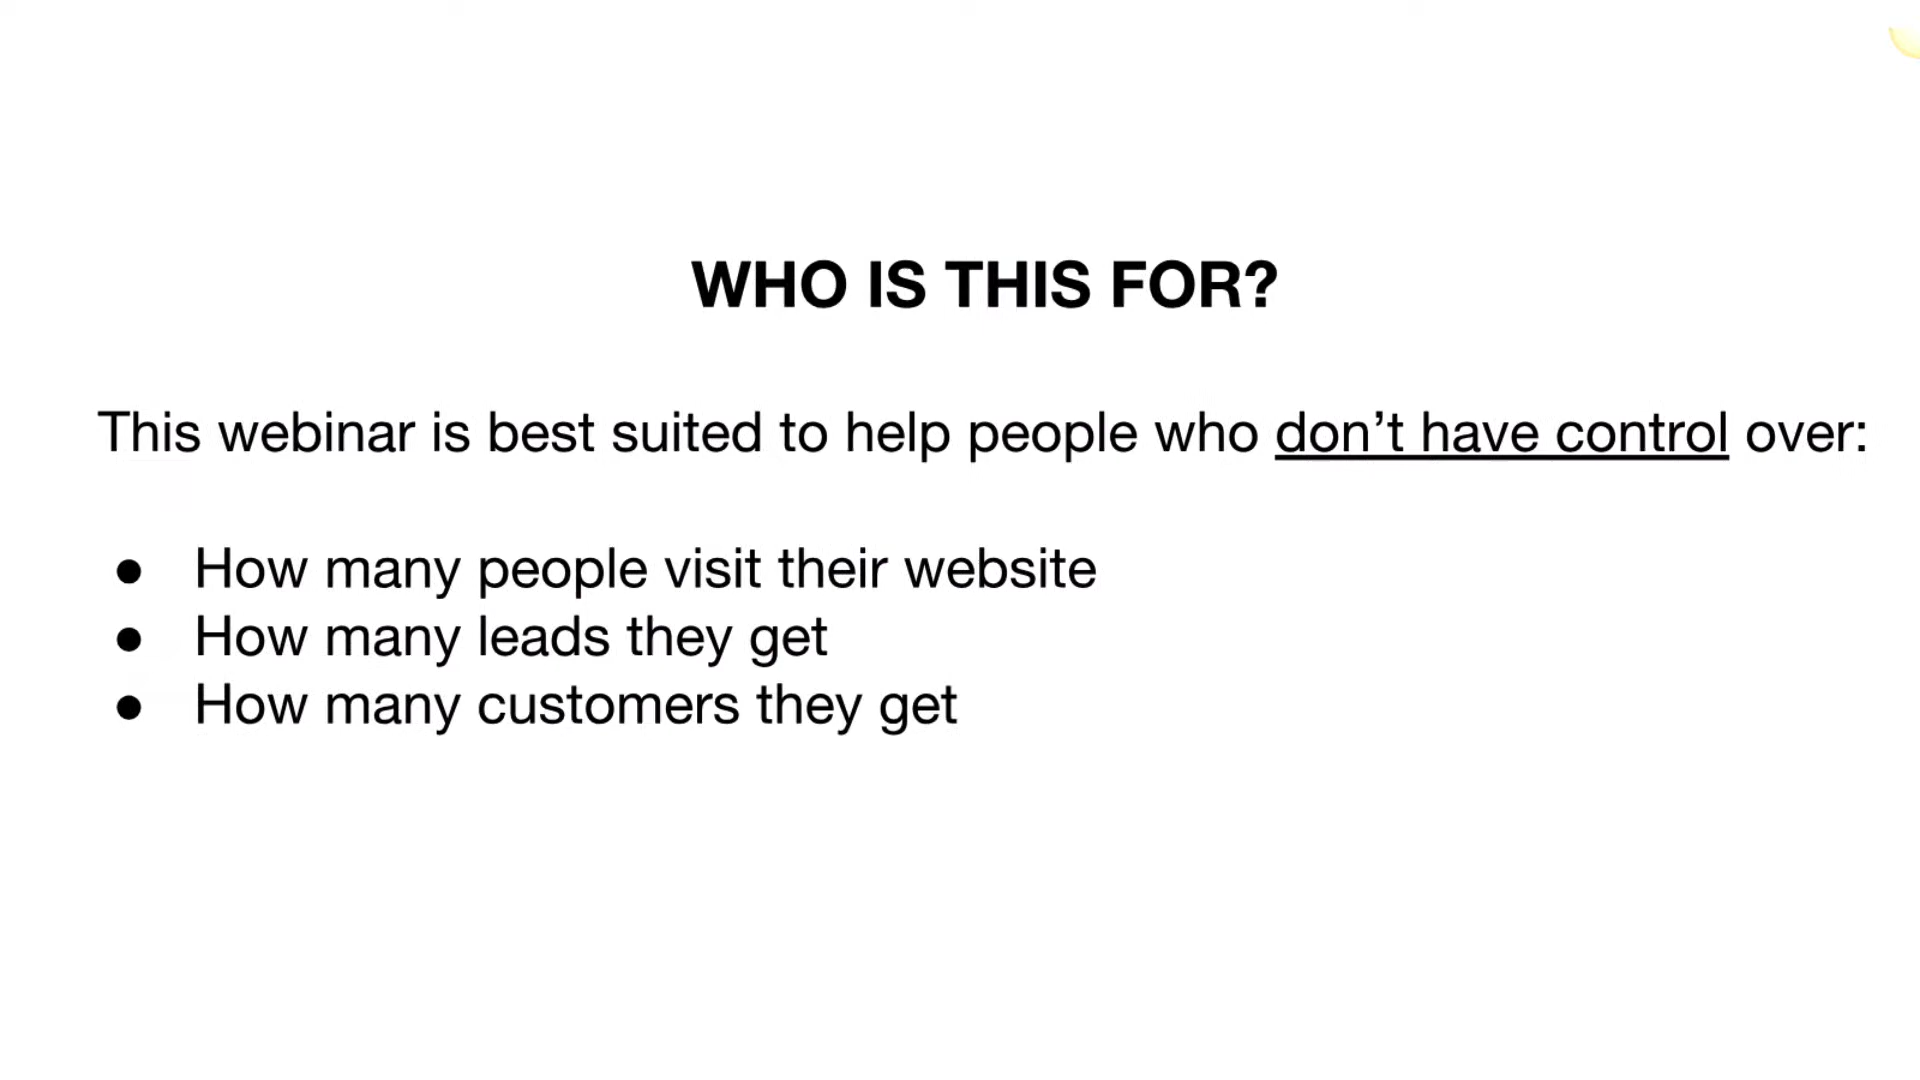 WHO IS THIS FOR?
This webinar is best suited to help people who don’t have control over:
● How many people visit their website
● How many leads they get
● How many customers they get